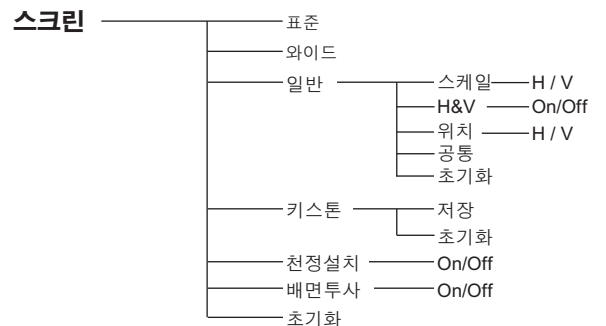 스크린 표준
와이드
일반 스케일 H / V
H&V On/Off
위치 H / V
공통
초기화
키스톤 저장
초기화
천정설치 On/Off
배면투사 On/Off
초기화